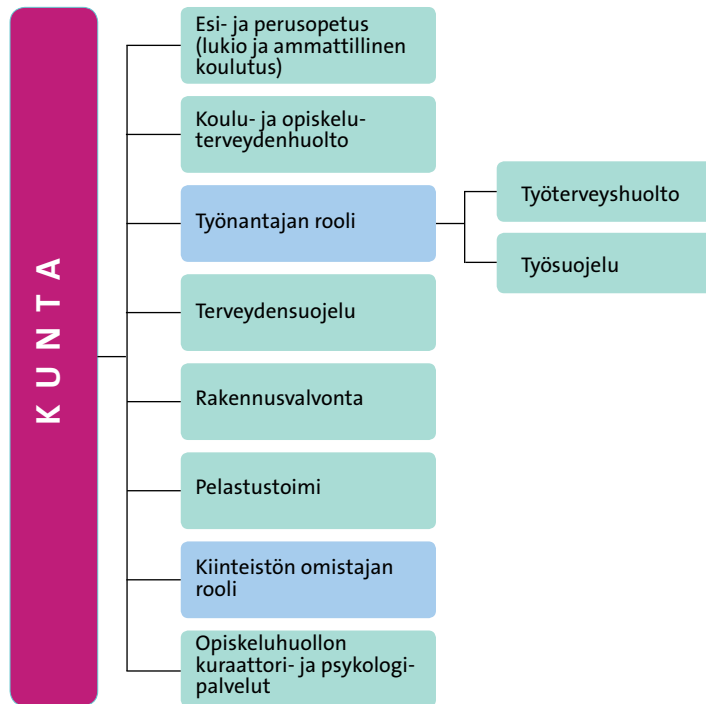 KUNTA
Esi- ja perusopetus
(lukio ja ammattillinen
koulutus)
Koulu- ja opiskelu-
terveydenhuolto
Työnantajan rooli
Työterveyshuolto
Työsuojelu
Terveydensuojelu
Rakennusvalvonta
Pelastustoimi
Kiinteistön omistajan
rooli
Opiskeluhuollon
kuraattori- ja psykologi-
palvelut